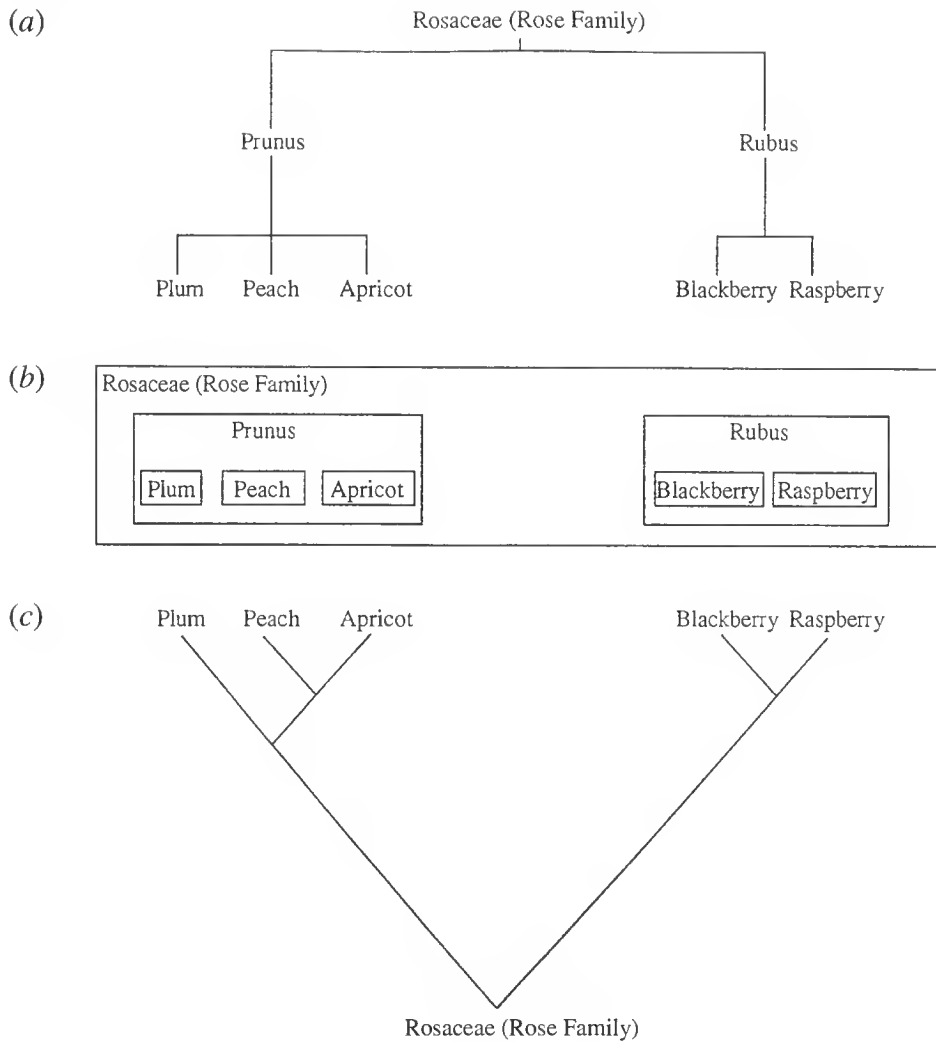 (a)
Rosaceae (Rose Family)
Prunus Rubus
Plum Peach Apricot Blackberry Raspberry
(b)
Rosaceae (Rose Family)
Prunus Rubus
Plum Peach Apricot Blackberry Raspberry
(c)
Plum Peach Apricot Blackberry Raspberry
Rosaceae (Rose Family)